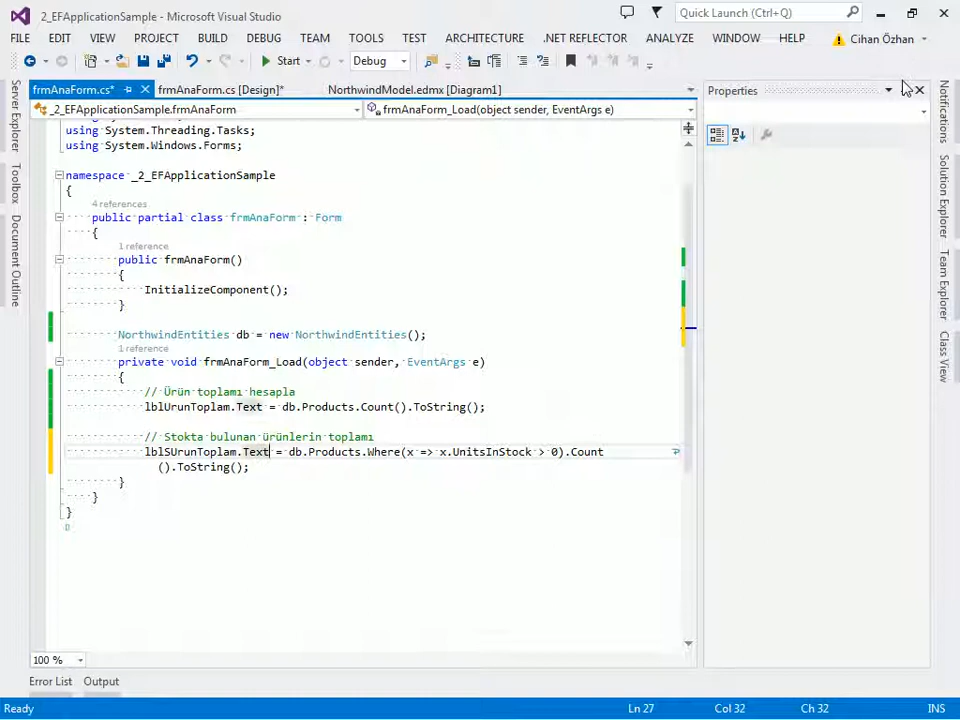 2_EFApplicationSample - Microsoft Visual Studio
Quick Launch (Ctrl+Q)
FILE EDIT VIEW PROJECT BUILD DEBUG TEAM TOOLS TEST ARCHITECTURE .NET REFLECTOR ANALYZE WINDOW HELP Cihan Özhan
Start Debug
frmAnaForm.cs* frmAnaForm.cs [Design]* NorthwindModel.edmx [Diagram1]
_2_EFApplicationSample.frmAnaForm frmAnaForm_Load(object sender, EventArgs e)
using System.Threading.Tasks;
using System.Windows.Forms;
namespace _2_EFApplicationSample
{
4 references
public partial class frmAnaForm : Form
{
1 reference
public frmAnaForm()
{
InitializeComponent();
}
NorthwindEntities db = new NorthwindEntities();
1 reference
private void frmAnaForm_Load(object sender, EventArgs e)
{
// Ürün toplamı hesapla
lblUrunToplam.Text = db.Products.Count().ToString();
// Stokta bulunan ürünlerin toplamı
lblSUrunToplam.Text = db.Products.Where(x => x.UnitsInStock > 0).Count
().ToString();
}
}
}
100 %
Error List Output
Ready Ln 27 Col 32 Ch 32 INS
Properties
Server Explorer
Toolbox
Document Outline
Notifications
Solution Explorer
Team Explorer
Class View